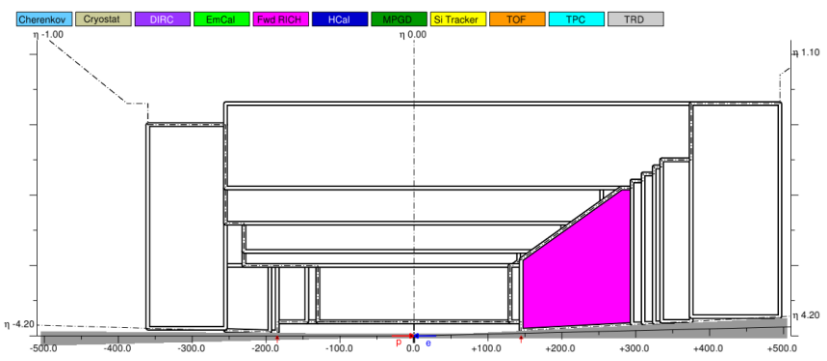 Cherenkov Cryostat DIRC EmCal Fwd RICH HCal MPGD Si Tracker TOF TPC TRD
η -1.00 η 0.00
η 1.10
η -4.20 η 4.20
p e
-500.0 -400.0 -300.0 -200.0 -100.0 0.0 +100.0 +200.0 +300.0 +400.0 +500.0